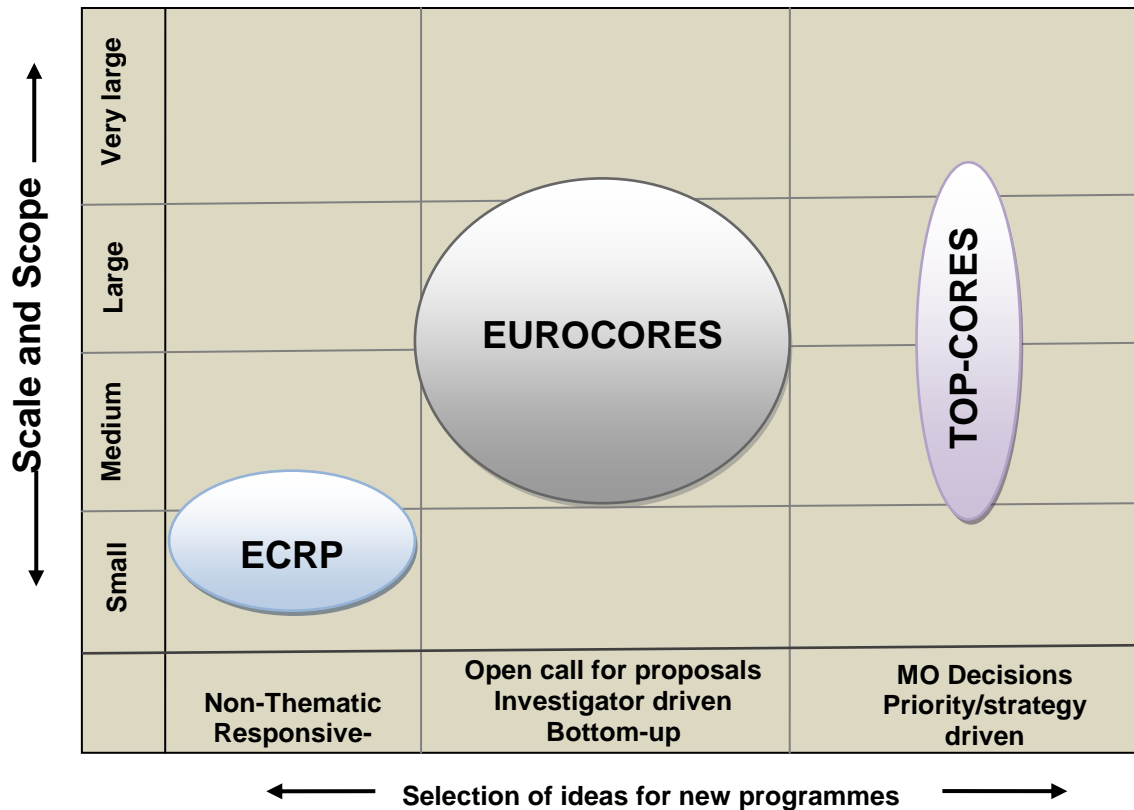 Scale and Scope
Very large
Large
Medium
Small
EUROCORES
TOP-CORES
ECRP
Non-Thematic
Responsive-
Open call for proposals
Investigator driven
Bottom-up
MO Decisions
Priority/strategy
driven
Selection of ideas for new programmes